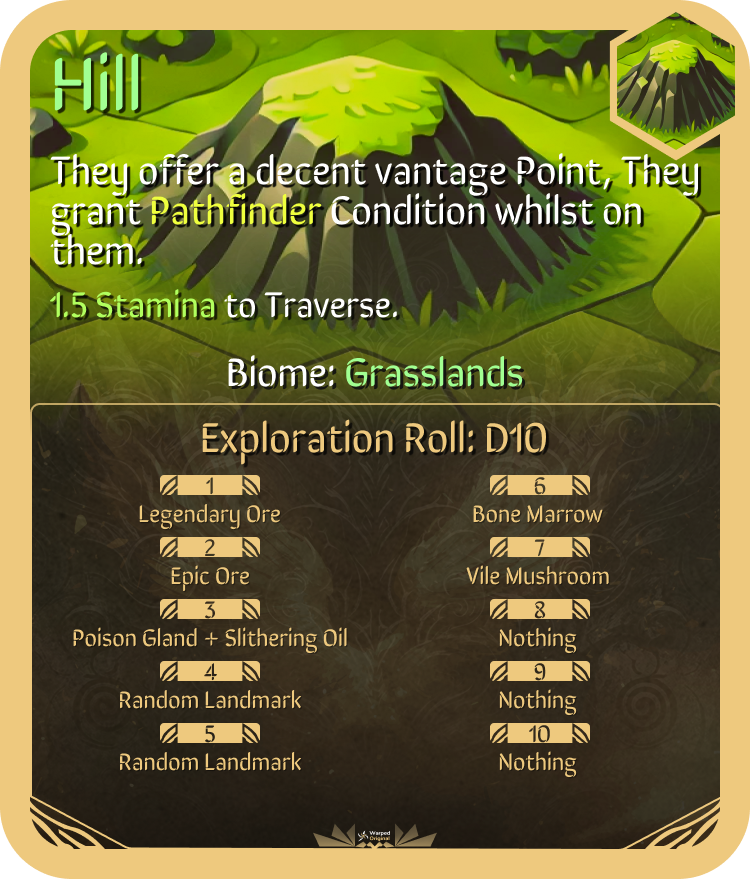 Hill
They offer a decent vantage Point, They
grant Pathfinder Condition whilst on
them.
1.5 Stamina to Traverse.
Biome: Grasslands
Exploration Roll: D10
1
Legendary Ore
2
Epic Ore
3
Poison Gland + Slithering Oil
4
Random Landmark
5
Random Landmark
6
Bone Marrow
7
Vile Mushroom
8
Nothing
9
Nothing
10
Nothing
Warped
Original